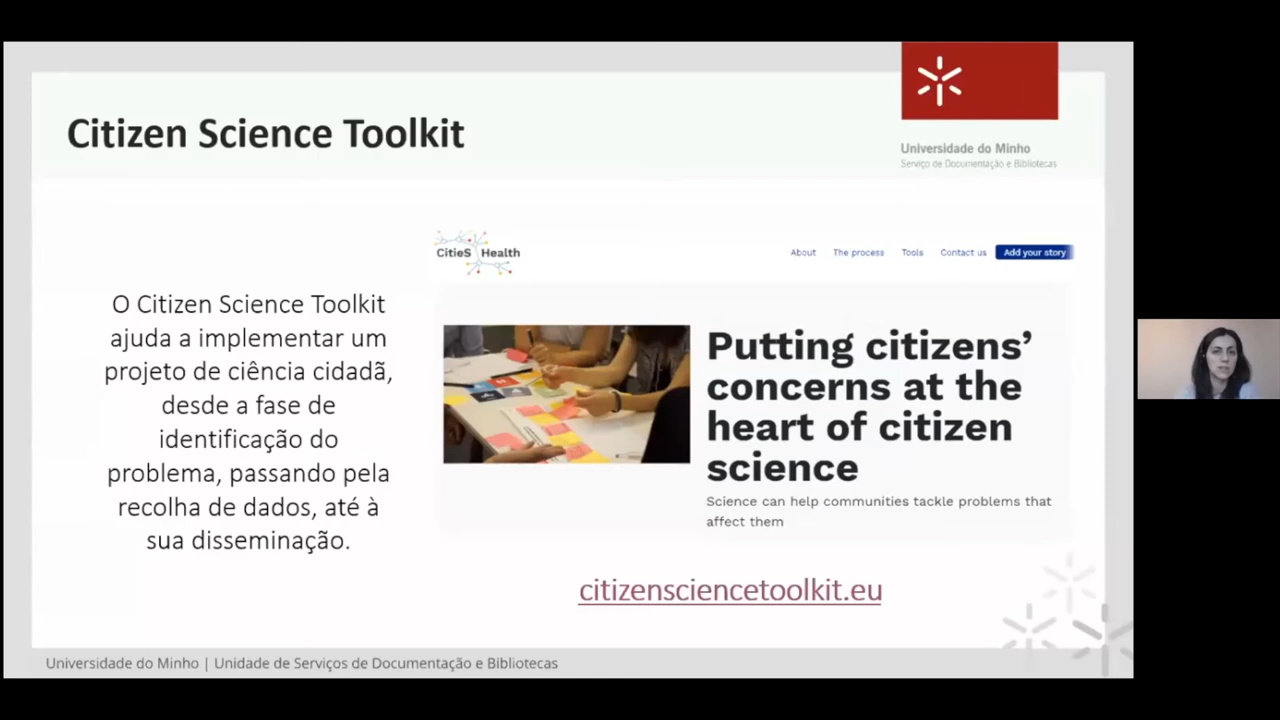 Citizen Science Toolkit
Universidade do Minho
Serviço de Documentação e Bibliotecas
O Citizen Science Toolkit
ajuda a implementar um
projeto de ciência cidadã,
desde a fase de
identificação do
problema, passando pela
recolha de dados, até à
sua disseminação.
CitieS Health
About The process Tools Contact us Add your story
Putting citizens’
concerns at the
heart of citizen
science
Science can help communities tackle problems that
affect them
citizensciencetoolkit.eu
Universidade do Minho | Unidade de Serviços de Documentação e Bibliotecas